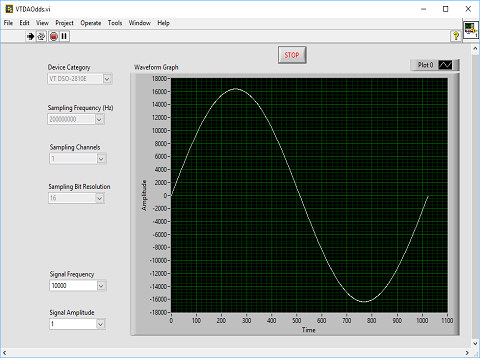 VTDAOdds.vi
File Edit View Project Operate Tools Window Help
?
STOP
Device Category
VT DSO-2810E
Sampling Frequency (Hz)
200000000
Sampling Channels
1
Sampling Bit Resolution
16
Signal Frequency
10000
Signal Amplitude
1
Waveform Graph
Plot 0
Amplitude
18000
16000
14000
12000
10000
8000
6000
4000
2000
0
-2000
-4000
-6000
-8000
-10000
-12000
-14000
-16000
-18000
0 100 200 300 400 500 600 700 800 900 1000 1100
Time